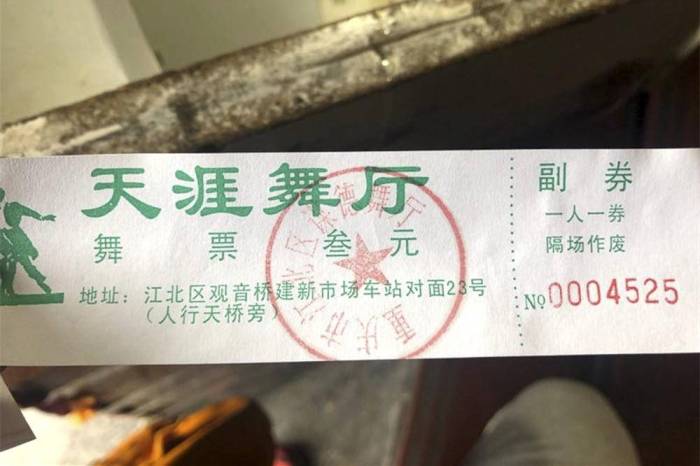 天涯舞厅
舞票叁元
地址：江北区观音桥建新市场车站对面23号
（人行天桥旁）
副券
一人一券
隔场作废
No.0004525